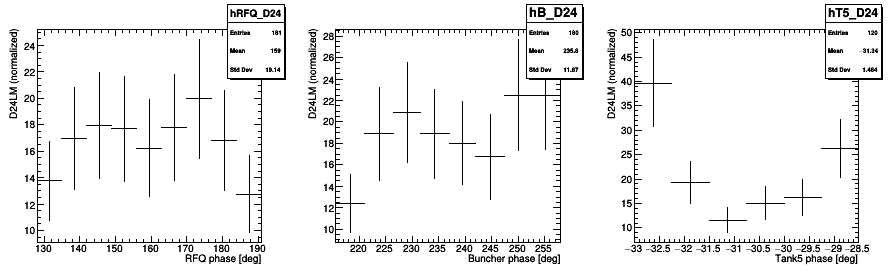 hRFQ_D24
Entries 181
Mean 159
Std Dev 19.14
D24LM (normalized)
24
22
20
18
16
14
12
10
130 140 150 160 170 180 190
RFQ phase [deg]
hB_D24
Entries 180
Mean 235.6
Std Dev 11.67
D24LM (normalized)
28
26
24
22
20
18
16
14
12
10
220 225 230 235 240 245 250 255
Buncher phase [deg]
hT5_D24
Entries 120
Mean -31.34
Std Dev 1.464
D24LM (normalized)
50
45
40
35
30
25
20
15
10
−33 −32.5 −32 −31.5 −31 −30.5 −30 −29.5 −29 −28.5
Tank5 phase [deg]